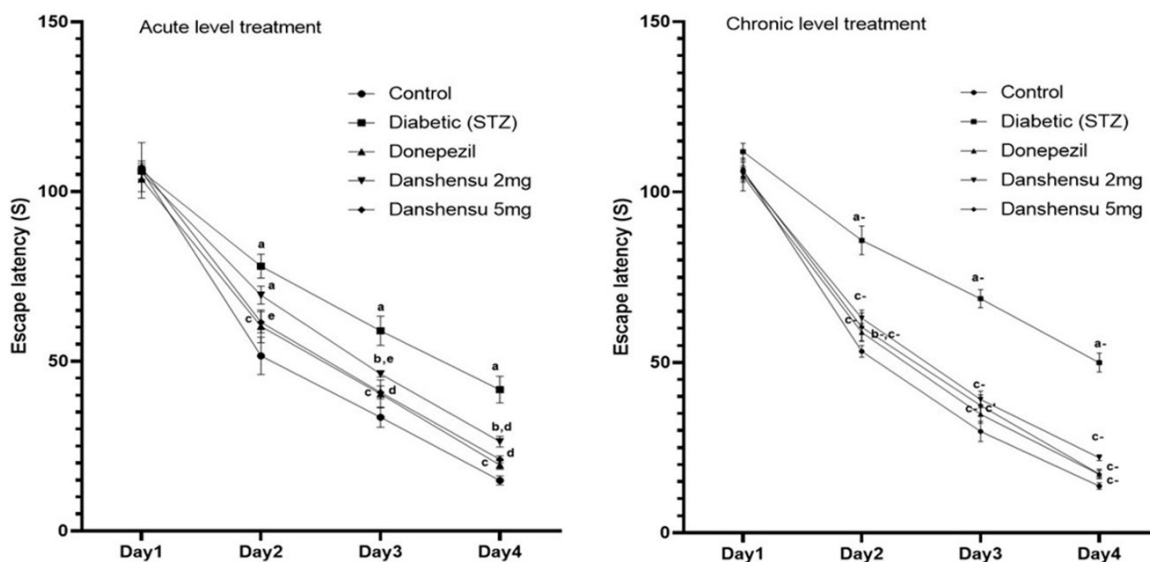 Acute level treatment
150
100
50
0
Escape latency (S)
Control
Diabetic (STZ)
Donepezil
Danshensu 2mg
Danshensu 5mg
a
a
c
e
a
b,e
c
d
a
b,d
d
c
Day1 Day2 Day3 Day4
Chronic level treatment
150
100
50
0
Escape latency (S)
Control
Diabetic (STZ)
Donepezil
Danshensu 2mg
Danshensu 5mg
a-
c-
c-
b-,c-
a-
c-
c-
c'
a-
c-
c-
c-
Day1 Day2 Day3 Day4